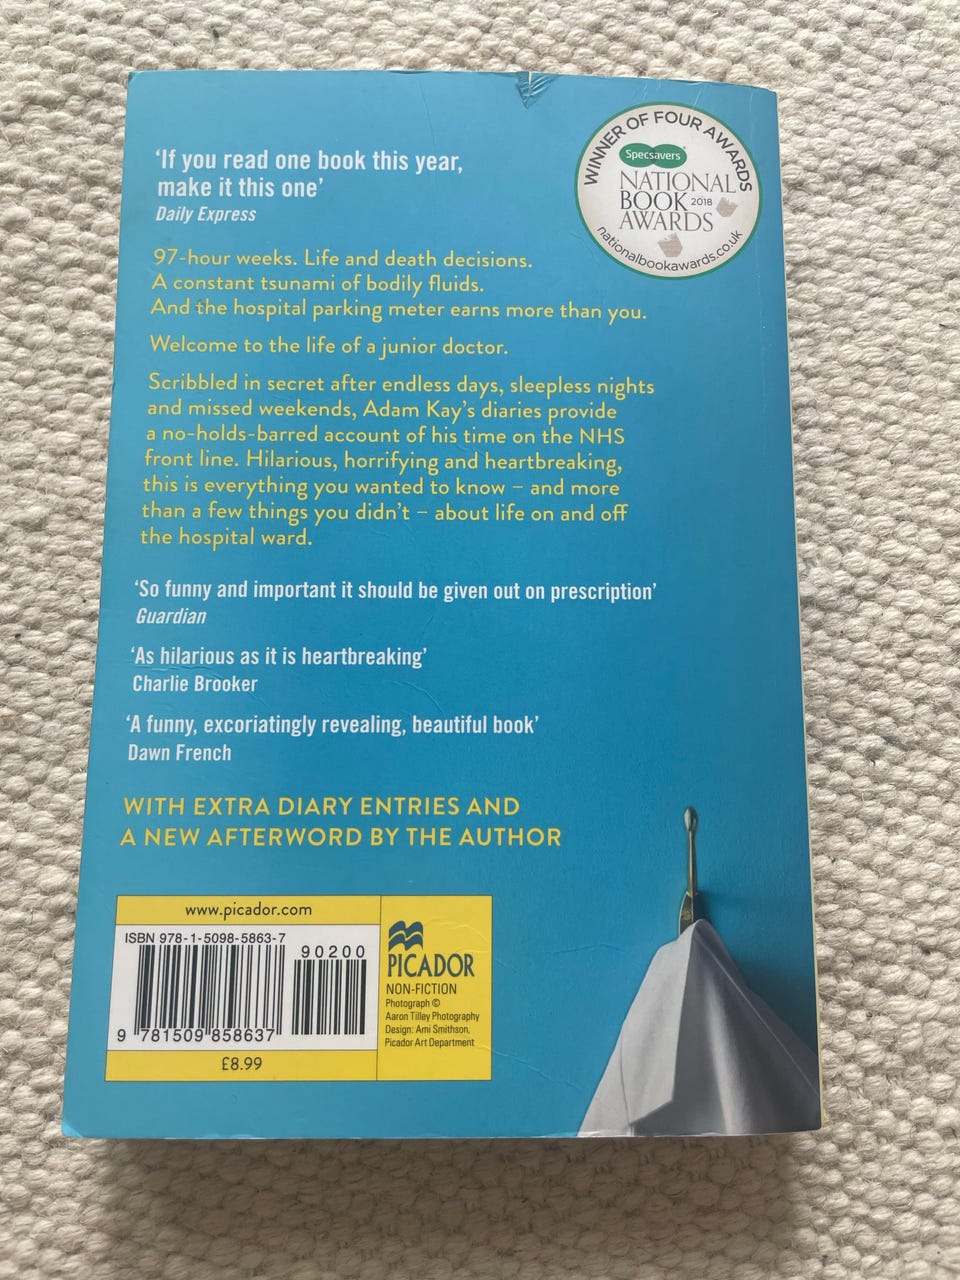 'If you read one book this year,
make it this one'
Daily Express
WINNER OF FOUR AWARDS
Specsavers
NATIONAL
BOOK 2018
AWARDS
nationalbookawards.co.uk
97-hour weeks. Life and death decisions.
A constant tsunami of bodily fluids.
And the hospital parking meter earns more than you.
Welcome to the life of a junior doctor.
Scribbled in secret after endless days, sleepless nights
and missed weekends, Adam Kay's diaries provide
a no-holds-barred account of his time on the NHS
front line. Hilarious, horrifying and heartbreaking,
this is everything you wanted to know – and more
than a few things you didn't – about life on and off
the hospital ward.
'So funny and important it should be given out on prescription'
Guardian
'As hilarious as it is heartbreaking'
Charlie Brooker
'A funny, excoriatingly revealing, beautiful book'
Dawn French
WITH EXTRA DIARY ENTRIES AND
A NEW AFTERWORD BY THE AUTHOR
www.picador.com
ISBN 978-1-5098-5863-7
90200
9 781509 858637
£8.99
PICADOR
NON-FICTION
Photograph ©
Aaron Tilley Photography
Design: Ami Smithson,
Picador Art Department